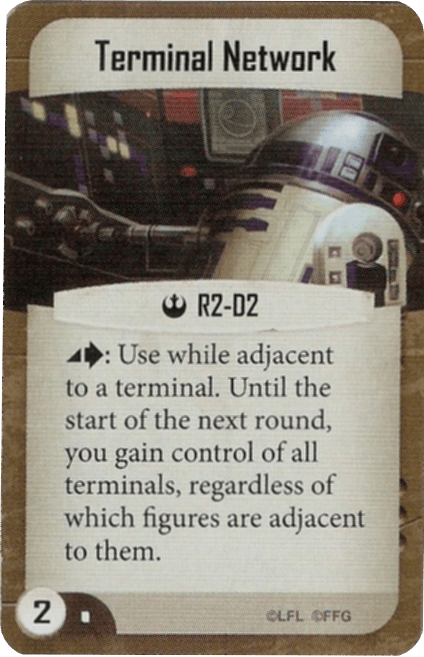 Terminal Network
R2-D2
: Use while adjacent
to a terminal. Until the
start of the next round,
you gain control of all
terminals, regardless of
which figures are adjacent
to them.
2
©LFL ©FFG